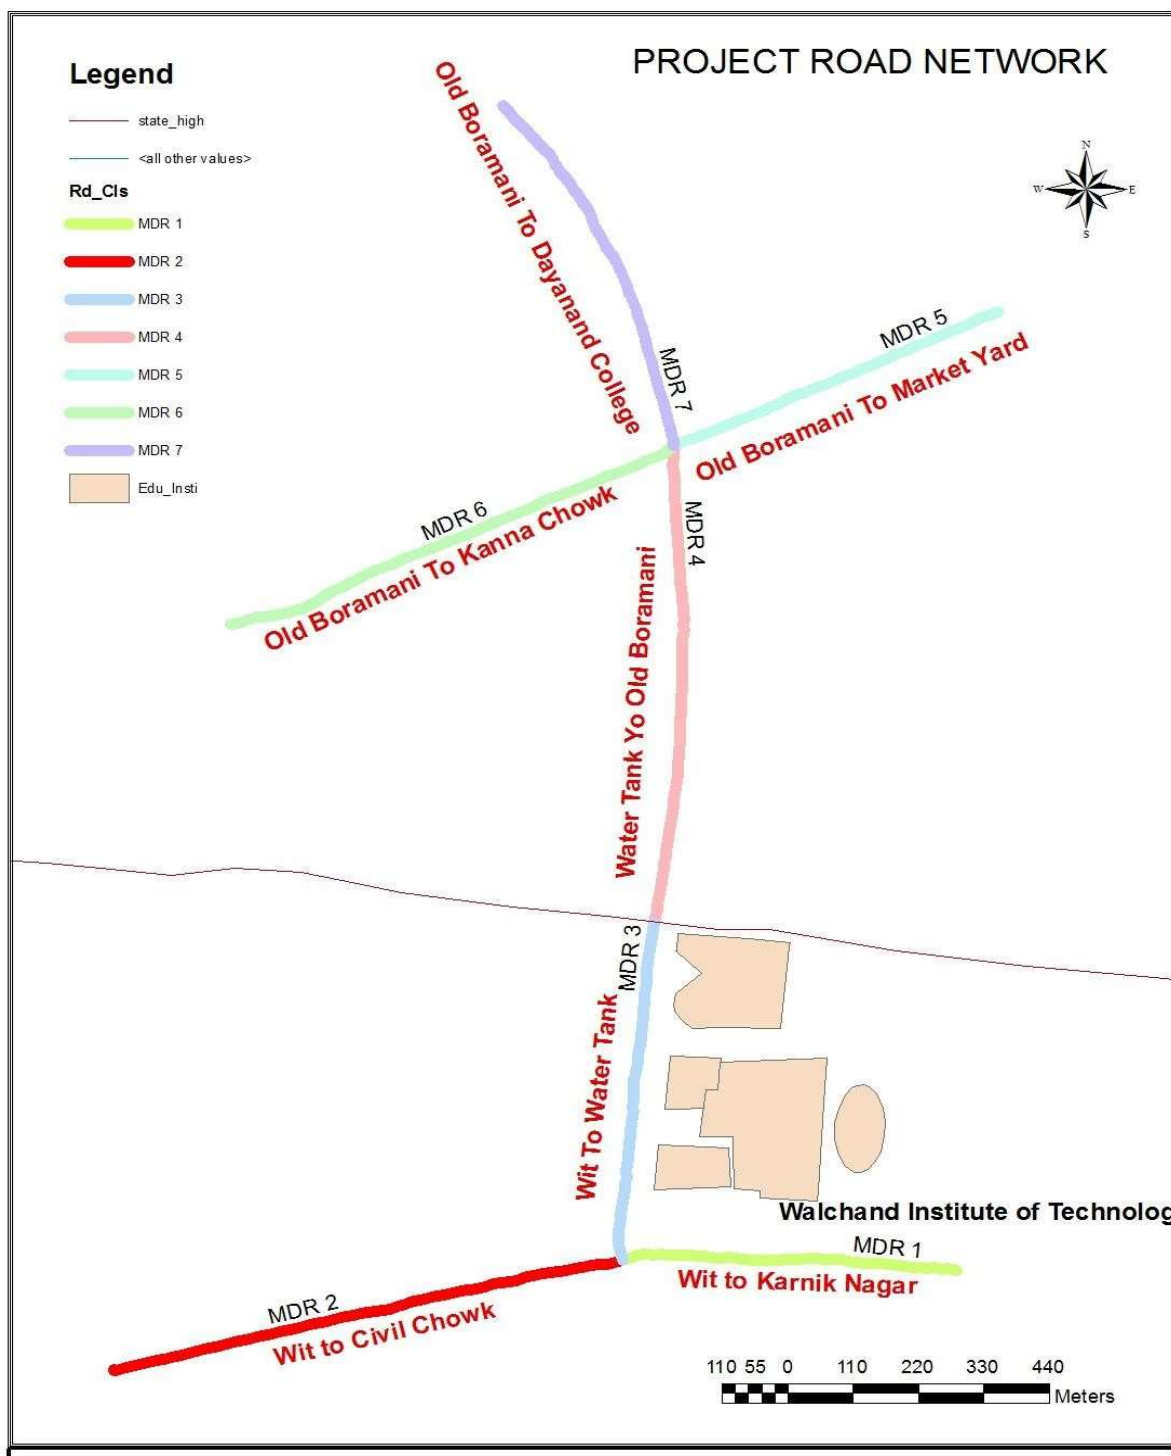 PROJECT ROAD NETWORK
Legend
state_high
<all other values>
Rd_Cls
MDR 1
MDR 2
MDR 3
MDR 4
MDR 5
MDR 6
MDR 7
Edu_Insti
N
W
E
S
Old Boramani To Dayanand College
MDR 7
MDR 5
Old Boramani To Market Yard
MDR 6
Old Boramani To Kanna Chowk
MDR 4
Water Tank Yo Old Boramani
MDR 3
Wit To Water Tank
Walchand Institute of Technolog
MDR 1
Wit to Karnik Nagar
MDR 2
Wit to Civil Chowk
110 55 0 110 220 330 440
Meters